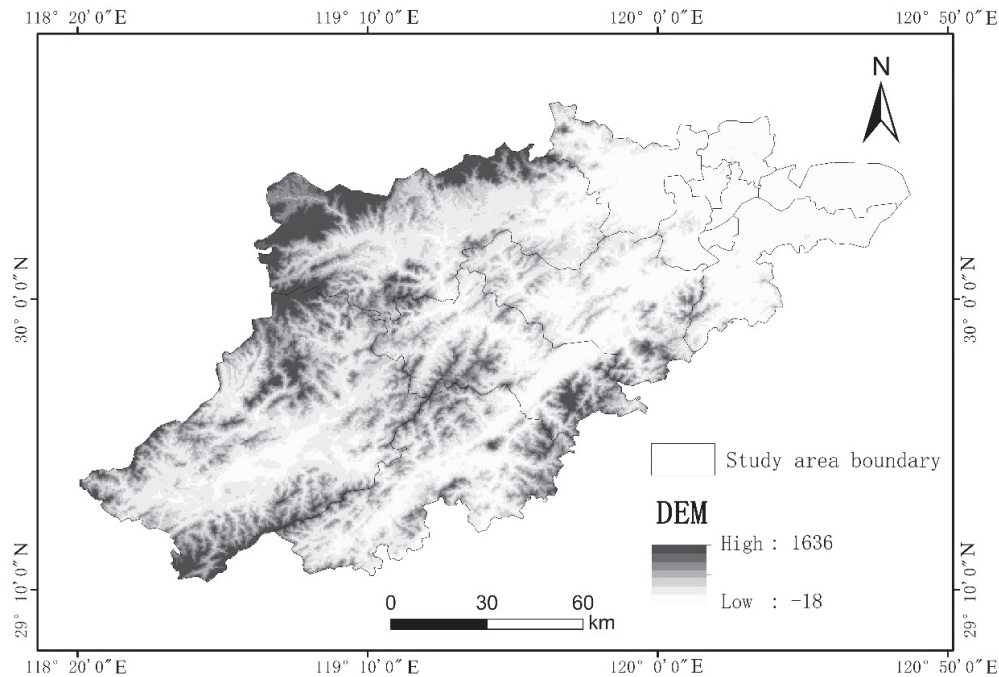 118° 20′0″E 119° 10′0″E 120° 0′0″E 120° 50′0″E
N
30° 0′0″N
30° 0′0″N
Study area boundary
DEM
High : 1636
Low : -18
29° 10′0″N
29° 10′0″N
0 30 60
km
118° 20′0″E 119° 10′0″E 120° 0′0″E 120° 50′0″E